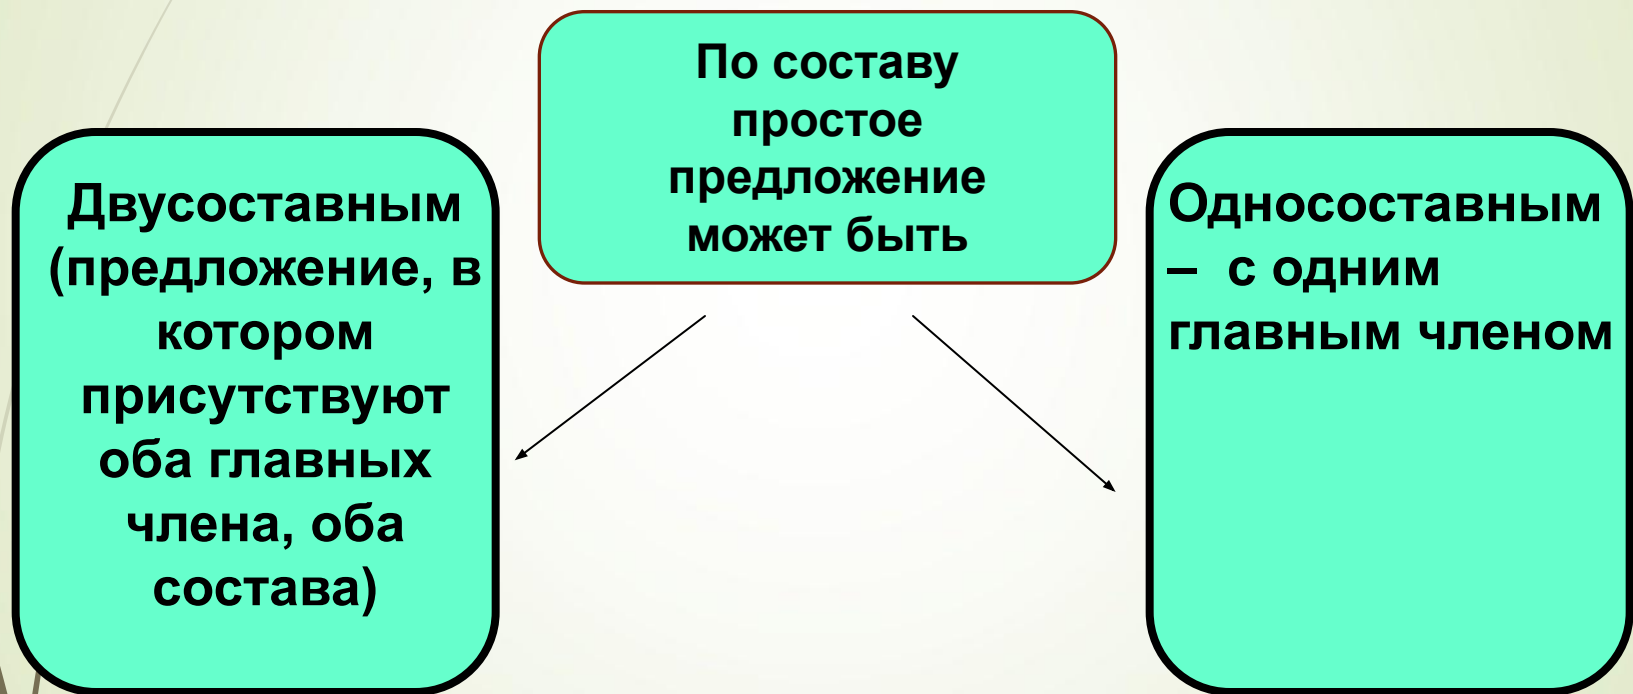 По составу
простое
предложение
может быть
Двусоставным
(предложение, в
котором
присутствуют
оба главных
члена, оба
состава)
Односоставным
– с одним
главным членом